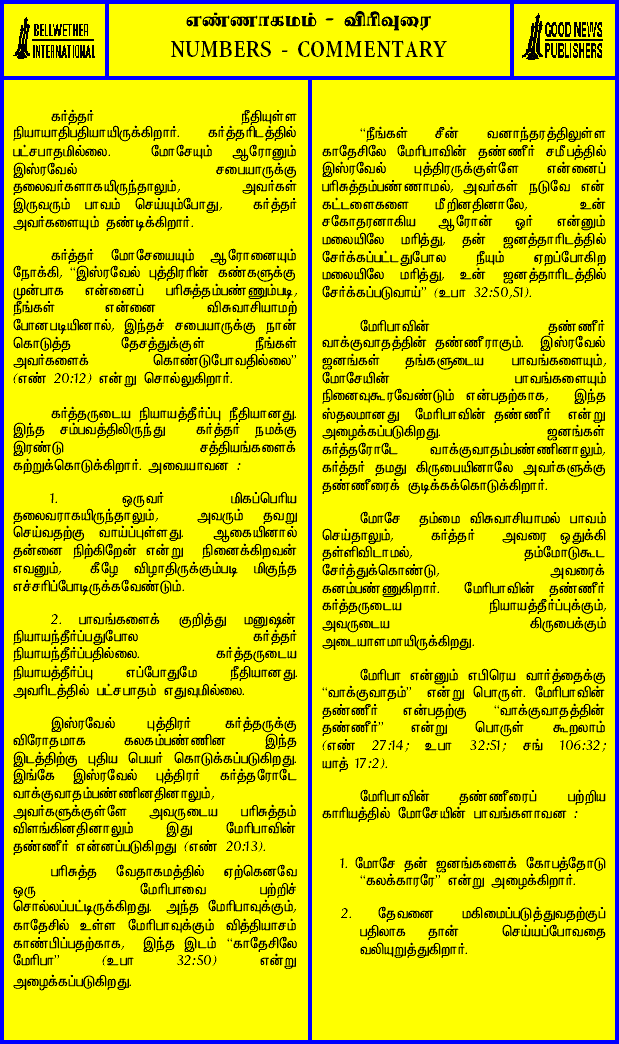 BELLWETHER
INTERNATIONAL
எண்ணாகமம் - விரிவுரை
NUMBERS - COMMENTARY
GOOD NEWS
PUBLISHERS
கர்த்தர் நீதியுள்ள
நியாயாதிபதியாயிருக்கிறார். கர்த்தரிடத்தில்
பட்சபாதமில்லை. மோசேயும் ஆரோனும்
இஸ்ரவேல் சபையாருக்கு
தலைவர்களாகயிருந்தாலும், அவர்கள்
இருவரும் பாவம் செய்யும்போது, கர்த்தர்
அவர்களையும் தண்டிக்கிறார்.
கர்த்தர் மோசேயையும் ஆரோனையும்
நோக்கி, “இஸ்ரவேல் புத்திரரின் கண்களுக்கு
முன்பாக என்னைப் பரிசுத்தம்பண்ணும்படி,
நீங்கள் என்னை விசுவாசியாமற்
போனபடியினால், இந்தச் சபையாருக்கு நான்
கொடுத்த தேசத்துக்குள் நீங்கள்
அவர்களைக் கொண்டுபோவதில்லை”
(எண் 20:12) என்று சொல்லுகிறார்.
கர்த்தருடைய நியாயத்தீர்ப்பு நீதியானது.
இந்த சம்பவத்திலிருந்து கர்த்தர் நமக்கு
இரண்டு சத்தியங்களைக்
கற்றுக்கொடுக்கிறார். அவையாவன :
1. ஒருவர் மிகப்பெரிய
தலைவராகயிருந்தாலும், அவரும் தவறு
செய்வதற்கு வாய்ப்புள்ளது. ஆகையினால்
தன்னை நிற்கிறேன் என்று நினைக்கிறவன்
எவனும், கீழே விழாதிருக்கும்படி மிகுந்த
எச்சரிப்போடிருக்கவேண்டும்.
2. பாவங்களைக் குறித்து மனுஷன்
நியாயந்தீர்ப்பதுபோல கர்த்தர்
நியாயந்தீர்ப்பதில்லை. கர்த்தருடைய
நியாயத்தீர்ப்பு எப்போதுமே நீதியானது.
அவரிடத்தில் பட்சபாதம் எதுவுமில்லை.
இஸ்ரவேல் புத்திரர் கர்த்தருக்கு
விரோதமாக கலகம்பண்ணின இந்த
இடத்திற்கு புதிய பெயர் கொடுக்கப்படுகிறது.
இங்கே இஸ்ரவேல் புத்திரர் கர்த்தரோடே
வாக்குவாதம்பண்ணினதினாலும்,
அவர்களுக்குள்ளே அவருடைய பரிசுத்தம்
விளங்கினதினாலும் இது மேரிபாவின்
தண்ணீர் என்னப்படுகிறது (எண் 20:13).
பரிசுத்த வேதாகமத்தில் ஏற்கெனவே
ஒரு மேரிபாவை பற்றிச்
சொல்லப்பட்டிருக்கிறது. அந்த மேரிபாவுக்கும்,
காதேசில் உள்ள மேரிபாவுக்கும் வித்தியாசம்
காண்பிப்பதற்காக, இந்த இடம் “காதேசிலே
மேரிபா” (உபா 32:50) என்று
அழைக்கப்படுகிறது.
“நீங்கள் சீன் வனாந்தரத்திலுள்ள
காதேசிலே மேரிபாவின் தண்ணீர் சமீபத்தில்
இஸ்ரவேல் புத்திரருக்குள்ளே என்னைப்
பரிசுத்தம்பண்ணாமல், அவர்கள் நடுவே என்
கட்டளைகளை மீறினதினாலே, உன்
சகோதரனாகிய ஆரோன் ஓர் என்னும்
மலையிலே மரித்து, தன் ஜனத்தாரிடத்தில்
சேர்க்கப்பட்டதுபோல நீயும் ஏறப்போகிற
மலையிலே மரித்து, உன் ஜனத்தாரிடத்தில்
சேர்க்கப்படுவாய்” (உபா 32:50,51).
மேரிபாவின் தண்ணீர்
வாக்குவாதத்தின் தண்ணீராகும். இஸ்ரவேல்
ஜனங்கள் தங்களுடைய பாவங்களையும்,
மோசேயின் பாவங்களையும்
நினைவுகூரவேண்டும் என்பதற்காக, இந்த
ஸ்தலமானது மேரிபாவின் தண்ணீர் என்று
அழைக்கப்படுகிறது. ஜனங்கள்
கர்த்தரோடே வாக்குவாதம்பண்ணினாலும்,
கர்த்தர் தமது கிருபையினாலே அவர்களுக்கு
தண்ணீரைக் குடிக்கக்கொடுக்கிறார்.
மோசே தம்மை விசுவாசியாமல் பாவம்
செய்தாலும், கர்த்தர் அவரை ஒதுக்கி
தள்ளிவிடாமல், தம்மோடுகூட
சேர்த்துக்கொண்டு, அவரைக்
கனம்பண்ணுகிறார். மேரிபாவின் தண்ணீர்
கர்த்தருடைய நியாயத்தீர்ப்புக்கும்,
அவருடைய கிருபைக்கும்
அடையாளமாயிருக்கிறது.
மேரிபா என்னும் எபிரெய வார்த்தைக்கு
“வாக்குவாதம்” என்று பொருள். மேரிபாவின்
தண்ணீர் என்பதற்கு “வாக்குவாதத்தின்
தண்ணீர்” என்று பொருள் கூறலாம்
(எண் 27:14; உபா 32:51; சங் 106:32;
யாத் 17:2).
மேரிபாவின் தண்ணீரைப் பற்றிய
காரியத்தில் மோசேயின் பாவங்களாவன :
1. மோசே தன் ஜனங்களைக் கோபத்தோடு
“கலக்காரரே” என்று அழைக்கிறார்.
2. தேவனை மகிமைப்படுத்துவதற்குப்
பதிலாக தான் செய்யப்போவதை
வலியுறுத்துகிறார்.